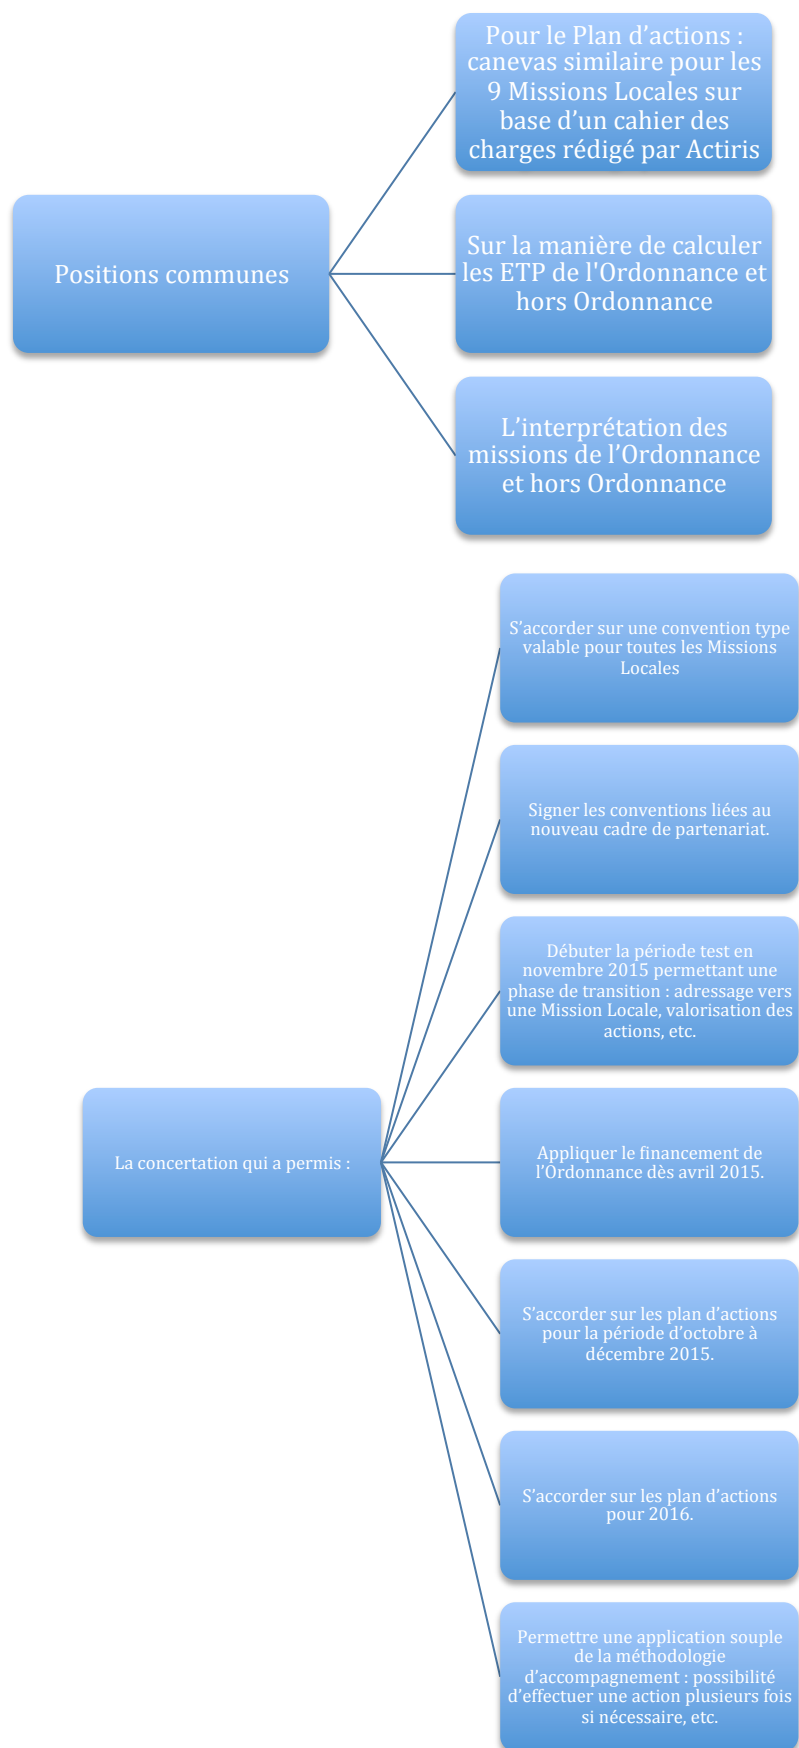 Pour le Plan d’actions :
canevas similaire pour les
9 Missions Locales sur
base d’un cahier des
charges rédigé par Actiris
Positions communes
Sur la manière de calculer
les ETP de l'Ordonnance et
hors Ordonnance
L’interprétation des
missions de l’Ordonnance
et hors Ordonnance
S’accorder sur une convention type
valable pour toutes les Missions
Locales
Signer les conventions liées au
nouveau cadre de partenariat.
Débuter la période test en
novembre 2015 permettant une
phase de transition : adressage vers
une Mission Locale, valorisation des
actions, etc.
La concertation qui a permis :
Appliquer le financement de
l’Ordonnance dès avril 2015.
S’accorder sur les plan d’actions
pour la période d’octobre à
décembre 2015.
S’accorder sur les plan d’actions
pour 2016.
Permettre une application souple
de la méthodologie
d’accompagnement : possibilité
d’effectuer une action plusieurs fois
si nécessaire, etc.